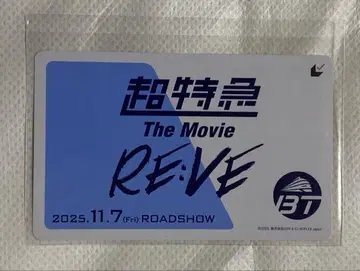 超特急
The Movie
RE:VE
BT
2025.11.7(Fri) ROADSHOW